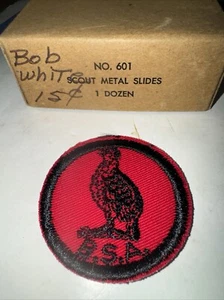 Bob
White
15¢
NO. 601
SCOUT METAL SLIDES
1 DOZEN
B.S.A.